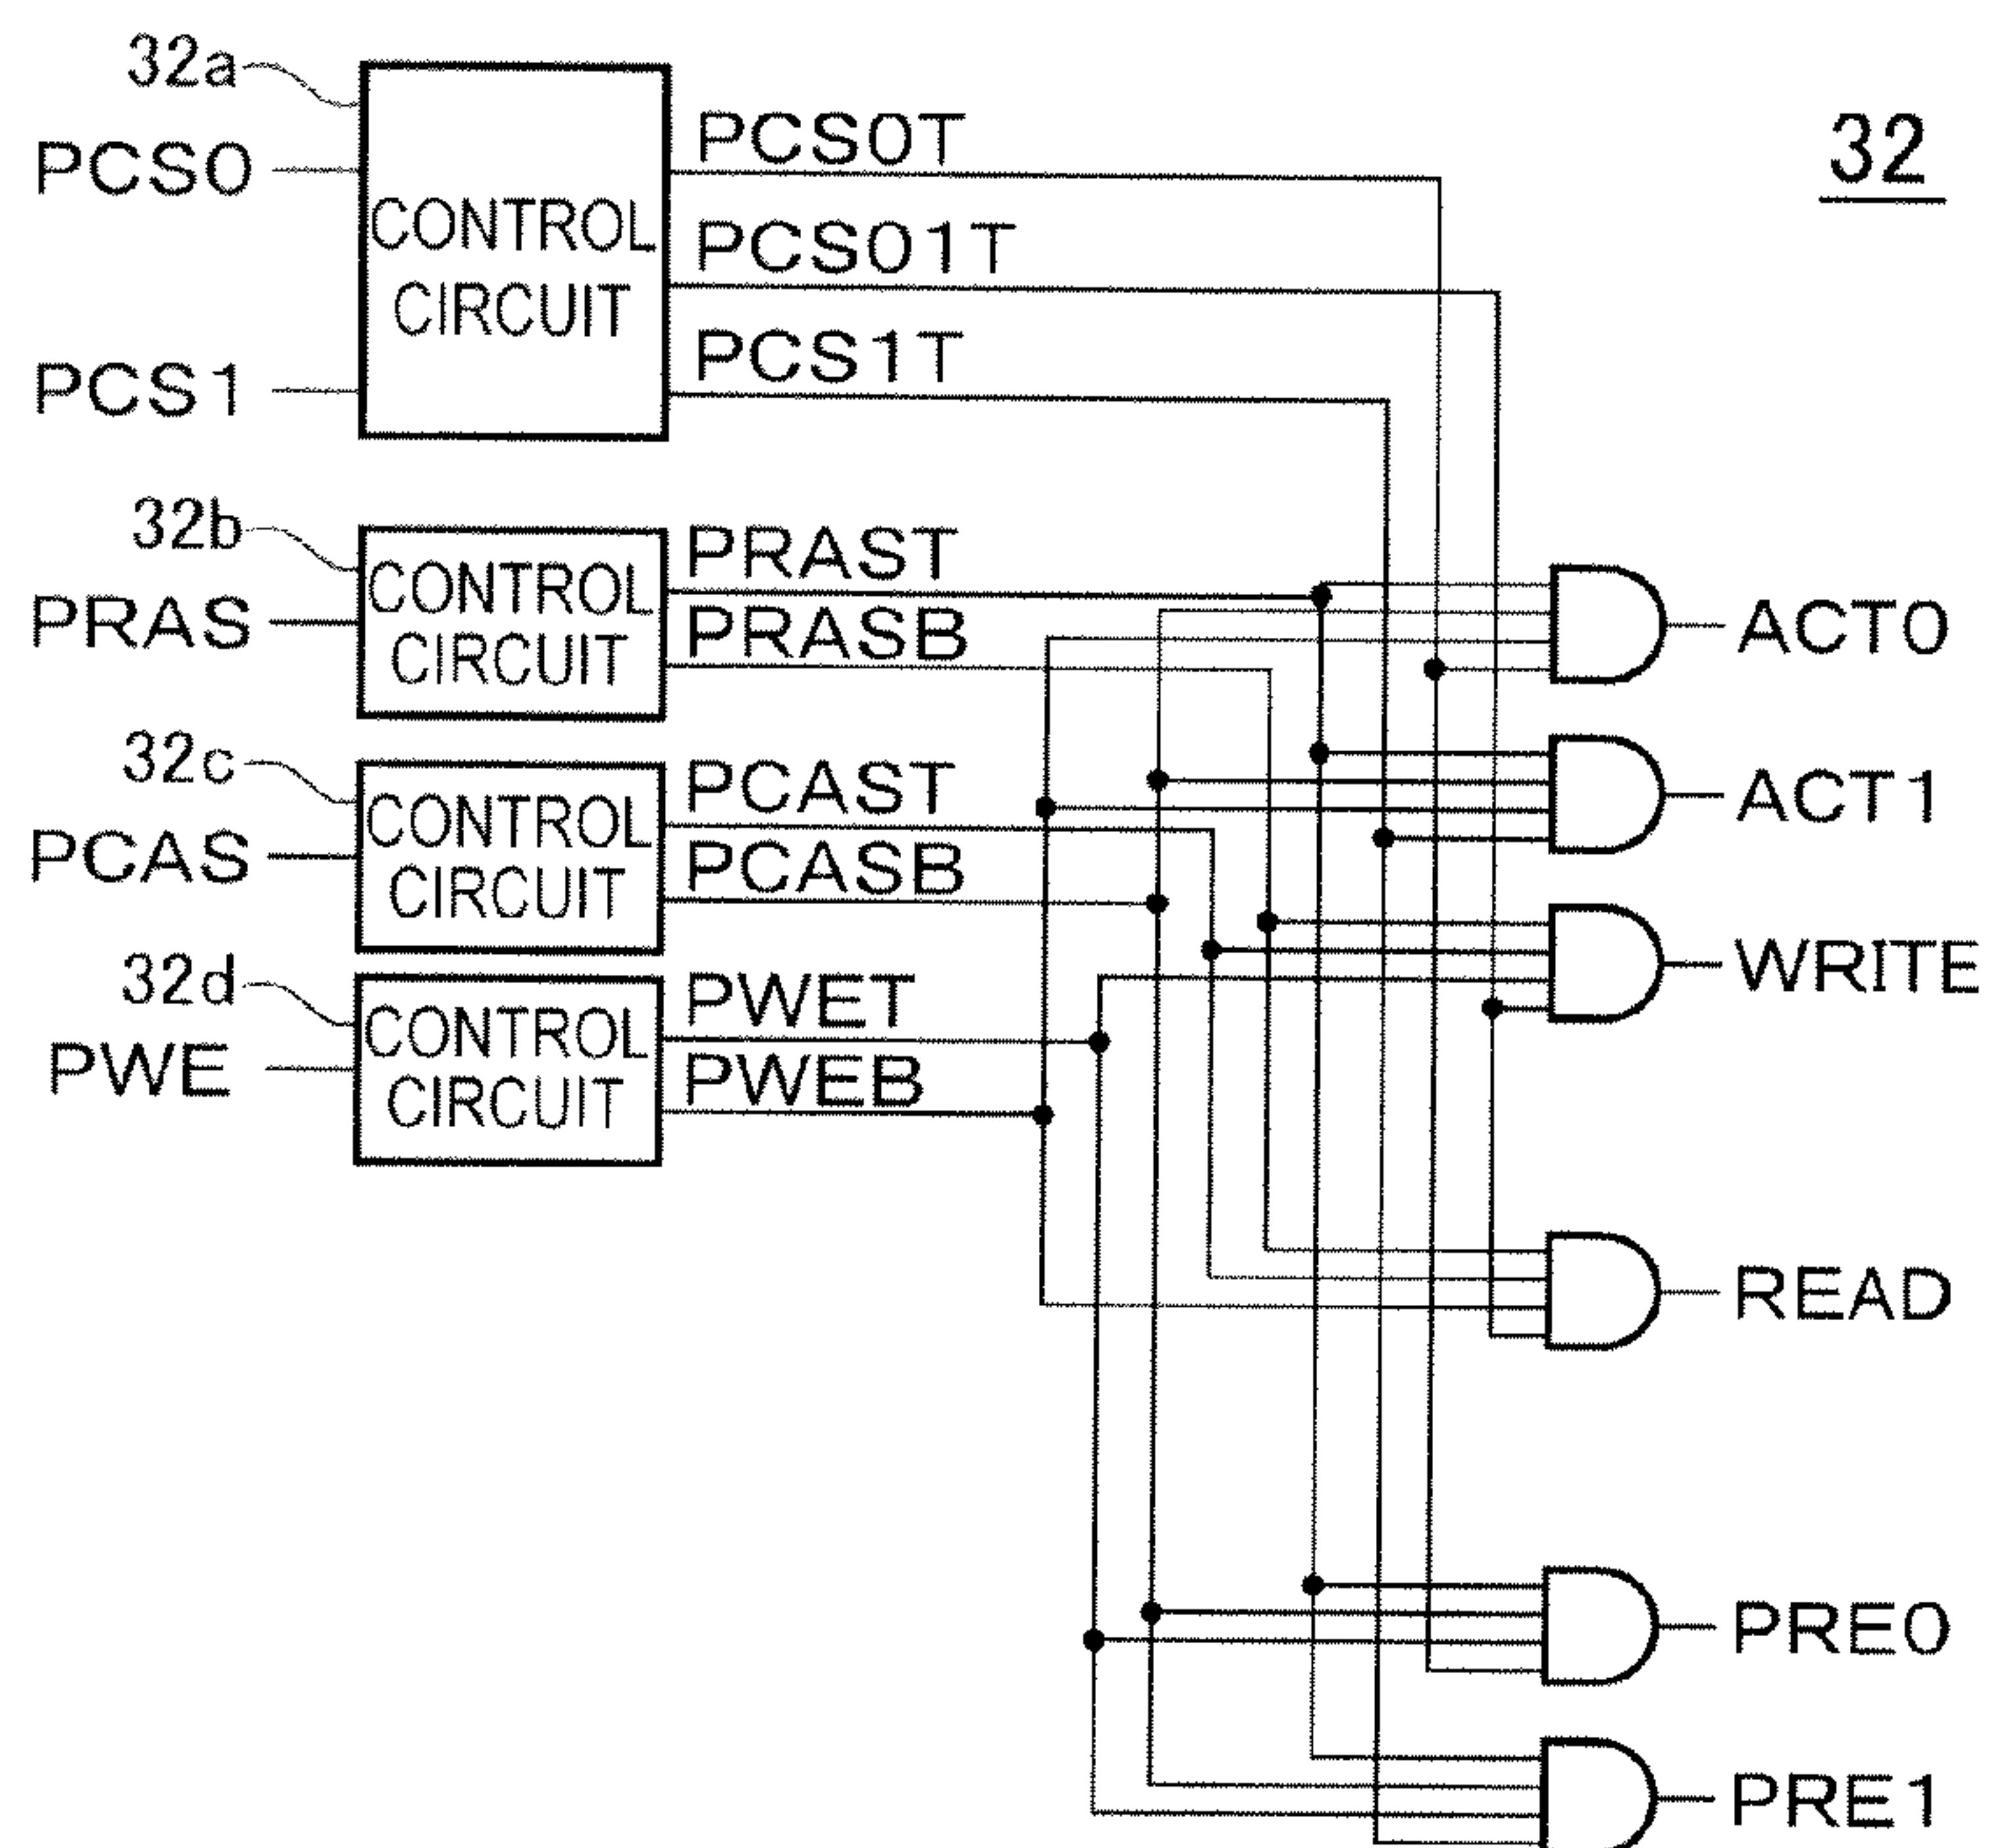 32a
PCS0
PCS1
CONTROL
CIRCUIT
PCS0T
PCS01T
PCS1T
32
32b
PRAS
CONTROL
CIRCUIT
PRAST
PRASB
32c
PCAS
CONTROL
CIRCUIT
PCAST
PCASB
32d
PWE
CONTROL
CIRCUIT
PWET
PWEB
ACT0
ACT1
WRITE
READ
PRE0
PRE1